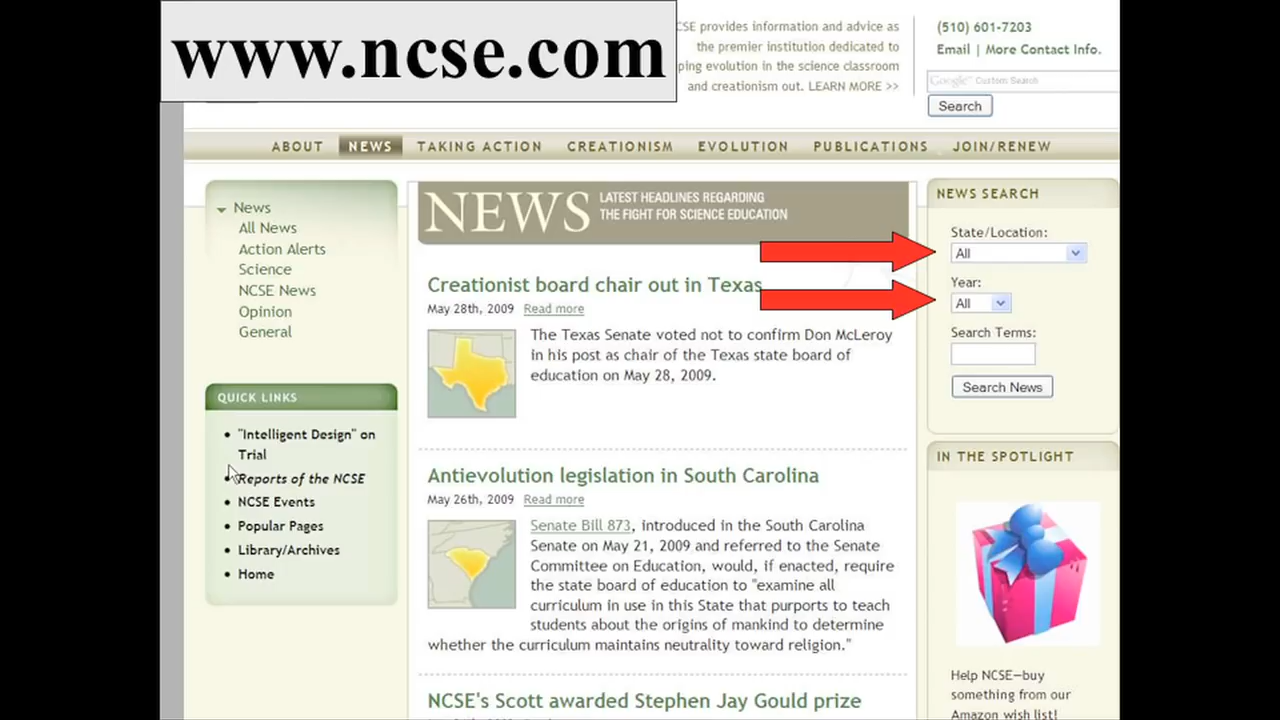 www.ncse.com
CSE provides information and advice as
the premier institution dedicated to
ping evolution in the science classroom
and creationism out. LEARN MORE >>
(510) 601-7203
Email | More Contact Info.
Google™ Custom Search
Search
ABOUT NEWS TAKING ACTION CREATIONISM EVOLUTION PUBLICATIONS JOIN/RENEW
News
All News
Action Alerts
Science
NCSE News
Opinion
General
QUICK LINKS
"Intelligent Design" on
Trial
Reports of the NCSE
NCSE Events
Popular Pages
Library/Archives
Home
NEWS
LATEST HEADLINES REGARDING
THE FIGHT FOR SCIENCE EDUCATION
Creationist board chair out in Texas
May 28th, 2009 Read more
The Texas Senate voted not to confirm Don McLeroy
in his post as chair of the Texas state board of
education on May 28, 2009.
Antievolution legislation in South Carolina
May 26th, 2009 Read more
Senate Bill 873, introduced in the South Carolina
Senate on May 21, 2009 and referred to the Senate
Committee on Education, would, if enacted, require
the state board of education to "examine all
curriculum in use in this State that purports to teach
students about the origins of mankind to determine
whether the curriculum maintains neutrality toward religion."
NCSE's Scott awarded Stephen Jay Gould prize
NEWS SEARCH
State/Location:
All
Year:
All
Search Terms:
Search News
IN THE SPOTLIGHT
Help NCSE—buy
something from our
Amazon wish list!